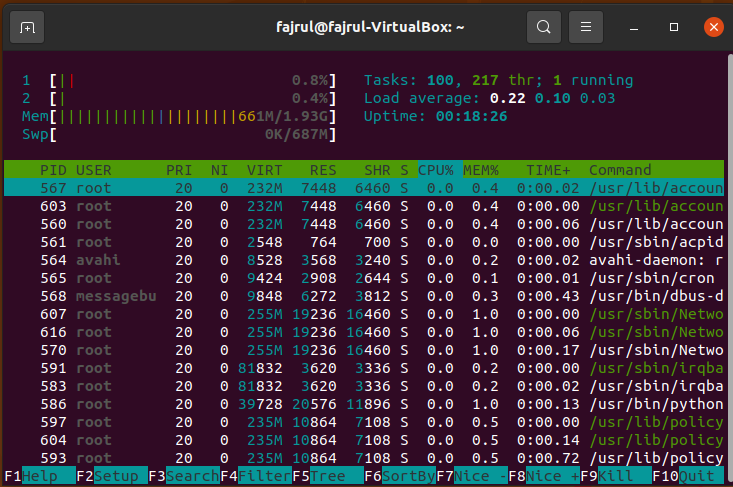 fajrul@fajrul-VirtualBox: ~
1 [|| 0.8%] Tasks: 100, 217 thr; 1 running
2 [| 0.4%] Load average: 0.22 0.10 0.03
Mem[||||||||||||||||||||661M/1.93G] Uptime: 00:18:26
Swp[ 0K/687M]
PID USER PRI NI VIRT RES SHR S CPU% MEM% TIME+ Command
567 root 20 0 232M 7448 6460 S 0.0 0.4 0:00.02 /usr/lib/accoun
603 root 20 0 232M 7448 6460 S 0.0 0.4 0:00.00 /usr/lib/accoun
560 root 20 0 232M 7448 6460 S 0.0 0.4 0:00.06 /usr/lib/accoun
561 root 20 0 2548 764 700 S 0.0 0.0 0:00.00 /usr/sbin/acpid
564 avahi 20 0 8528 3568 3240 S 0.0 0.2 0:00.02 avahi-daemon: r
565 root 20 0 9424 2908 2644 S 0.0 0.1 0:00.01 /usr/sbin/cron
568 messagebu 20 0 9848 6272 3812 S 0.0 0.3 0:00.43 /usr/bin/dbus-d
607 root 20 0 255M 19236 16460 S 0.0 1.0 0:00.00 /usr/sbin/Netwo
616 root 20 0 255M 19236 16460 S 0.0 1.0 0:00.06 /usr/sbin/Netwo
570 root 20 0 255M 19236 16460 S 0.0 1.0 0:00.17 /usr/sbin/Netwo
591 root 20 0 81832 3620 3336 S 0.0 0.2 0:00.00 /usr/sbin/irqba
583 root 20 0 81832 3620 3336 S 0.0 0.2 0:00.02 /usr/sbin/irqba
586 root 20 0 39728 20576 11896 S 0.0 1.0 0:00.13 /usr/bin/python
597 root 20 0 235M 10864 7108 S 0.0 0.5 0:00.00 /usr/lib/policy
604 root 20 0 235M 10864 7108 S 0.0 0.5 0:00.14 /usr/lib/policy
593 root 20 0 235M 10864 7108 S 0.0 0.5 0:00.72 /usr/lib/policy
F1Help F2Setup F3SearchF4FilterF5Tree F6SortByF7Nice -F8Nice +F9Kill F10Quit